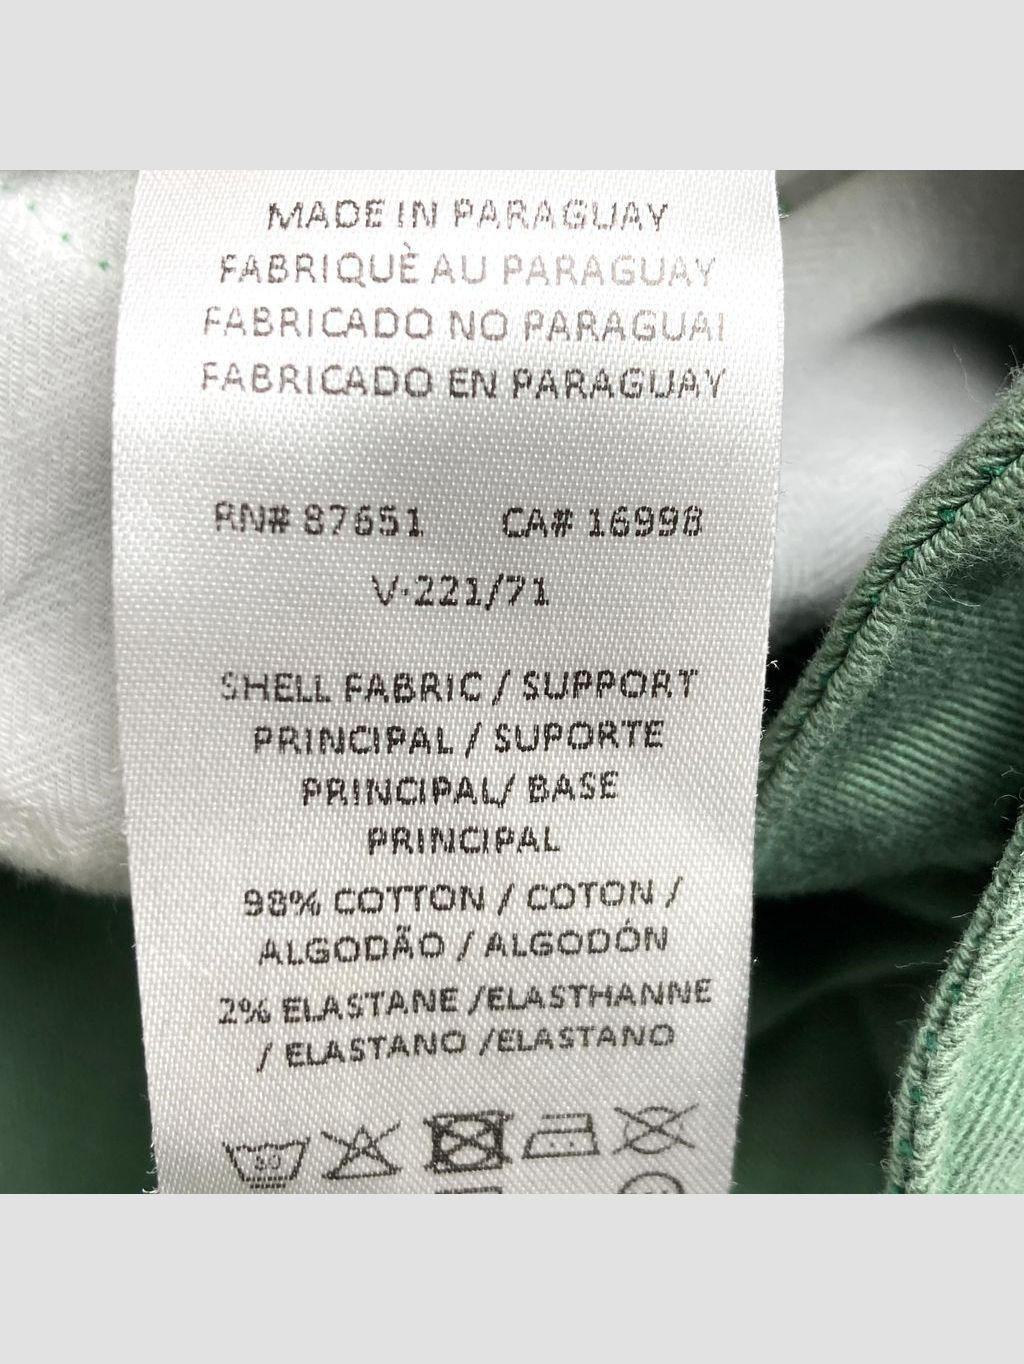 MADE IN PARAGUAY
FABRIQUÈ AU PARAGUAY
FABRICADO NO PARAGUAI
FABRICADO EN PARAGUAY
RN# 87651 CA# 16998
V-221/71
SHELL FABRIC / SUPPORT
PRINCIPAL / SUPORTE
PRINCIPAL/ BASE
PRINCIPAL
98% COTTON / COTON /
ALGODÃO / ALGODÓN
2% ELASTANE /ELASTHANNE
/ ELASTANO /ELASTANO
30